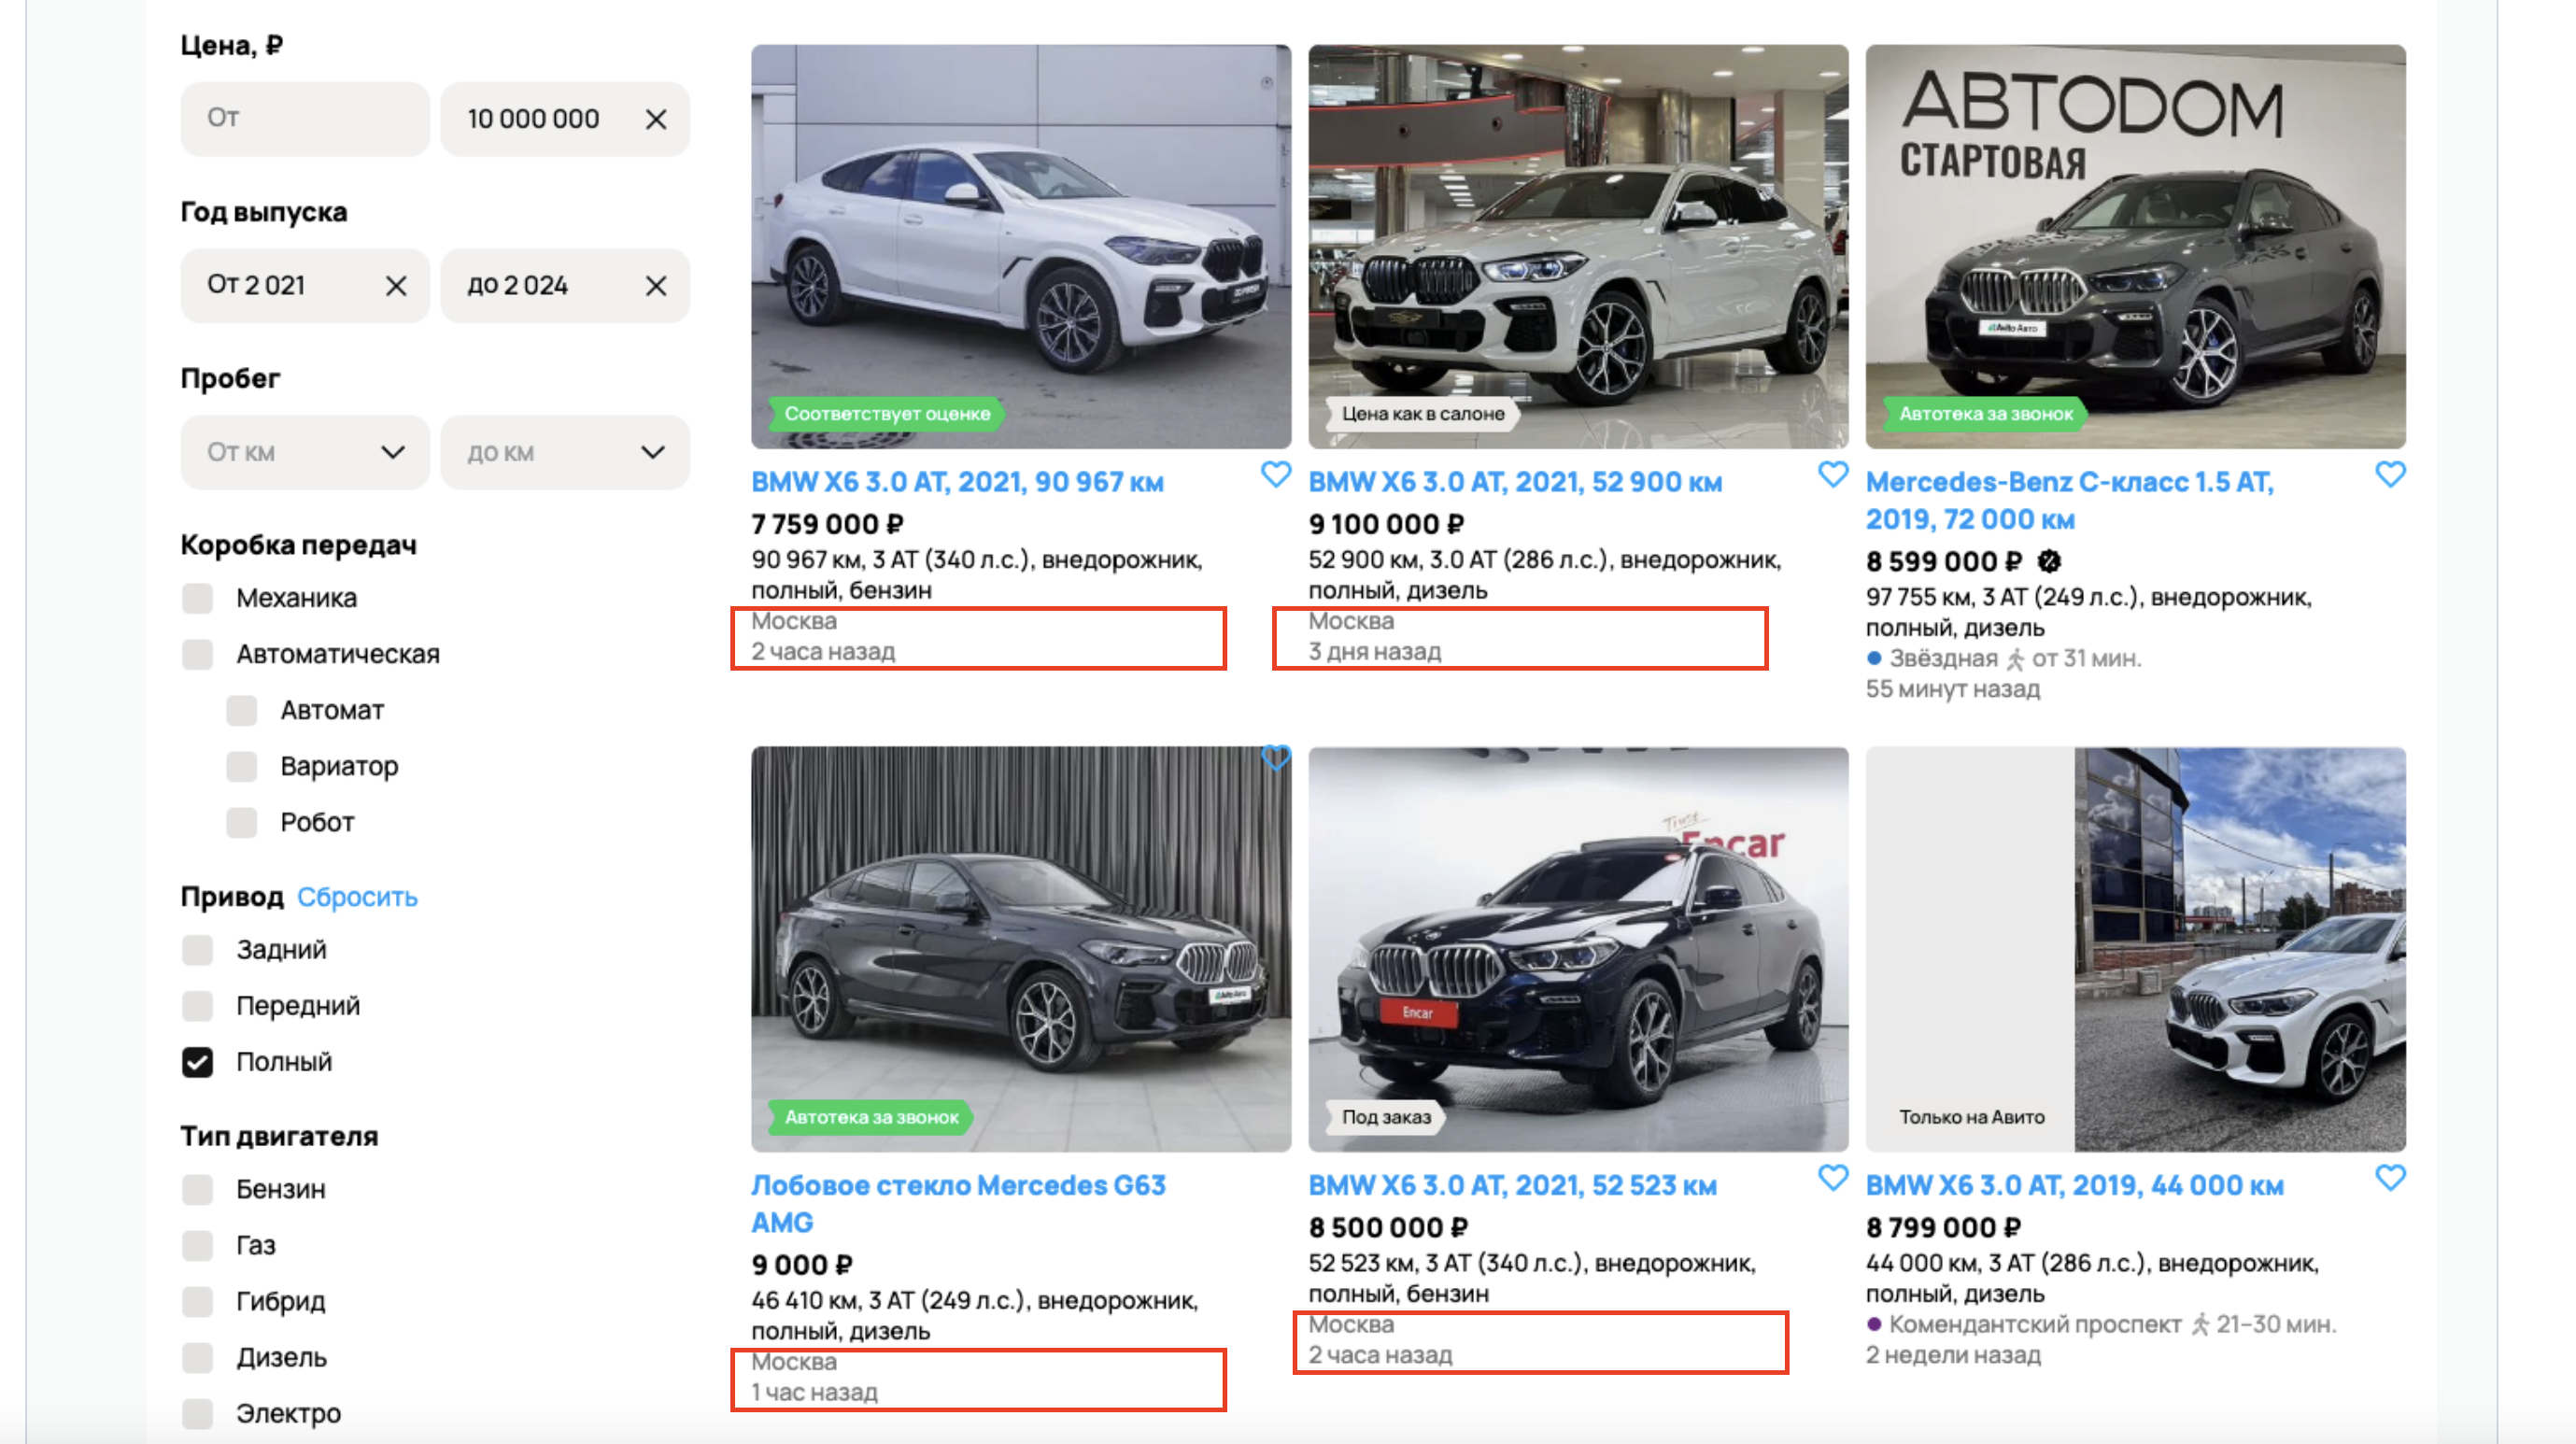 Цена, ₽
От
10 000 000
Год выпуска
От 2 021
до 2 024
Пробег
От км
до км
Коробка передач
Механика
Автоматическая
Автомат
Вариатор
Робот
Привод Сбросить
Задний
Передний
Полный
Тип двигателя
Бензин
Газ
Гибрид
Дизель
Электро
Соответствует оценке
BMW X6 3.0 AT, 2021, 90 967 км
7 759 000 ₽
90 967 км, 3 AT (340 л.с.), внедорожник,
полный, бензин
Москва
2 часа назад
Цена как в салоне
BMW X6 3.0 AT, 2021, 52 900 км
9 100 000 ₽
52 900 км, 3.0 AT (286 л.с.), внедорожник,
полный, дизель
Москва
3 дня назад
АВТОDОМ
СТАРТОВАЯ
Avito Авто
Автотека за звонок
Mercedes-Benz C-класс 1.5 AT,
2019, 72 000 км
8 599 000 ₽
97 755 км, 3 AT (249 л.с.), внедорожник,
полный, дизель
Звёздная от 31 мин.
55 минут назад
Avito Авто
Автотека за звонок
Лобовое стекло Mercedes G63
AMG
9 000 ₽
46 410 км, 3 AT (249 л.с.), внедорожник,
полный, дизель
Москва
1 час назад
Trust
Encar
Encar
Под заказ
BMW X6 3.0 AT, 2021, 52 523 км
8 500 000 ₽
52 523 км, 3 AT (340 л.с.), внедорожник,
полный, бензин
Москва
2 часа назад
Только на Авито
BMW X6 3.0 AT, 2019, 44 000 км
8 799 000 ₽
44 000 км, 3 AT (286 л.с.), внедорожник,
полный, дизель
Комендантский проспект 21–30 мин.
2 недели назад